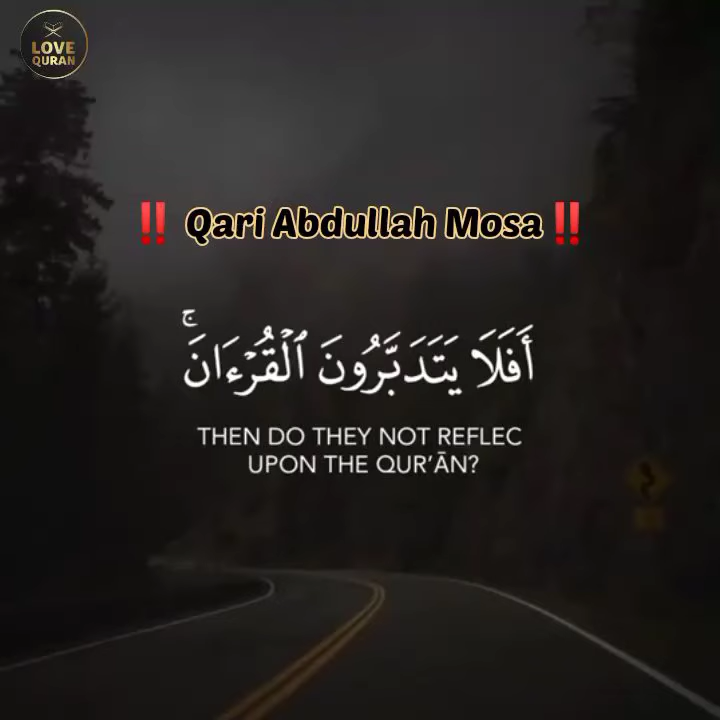 LOVE
QURAN
‼ Qari Abdullah Mosa ‼
أَفَلَا يَتَدَبَّرُونَ ٱلْقُرْءَانَ ۚ
THEN DO THEY NOT REFLEC
UPON THE QUR’ĀN?